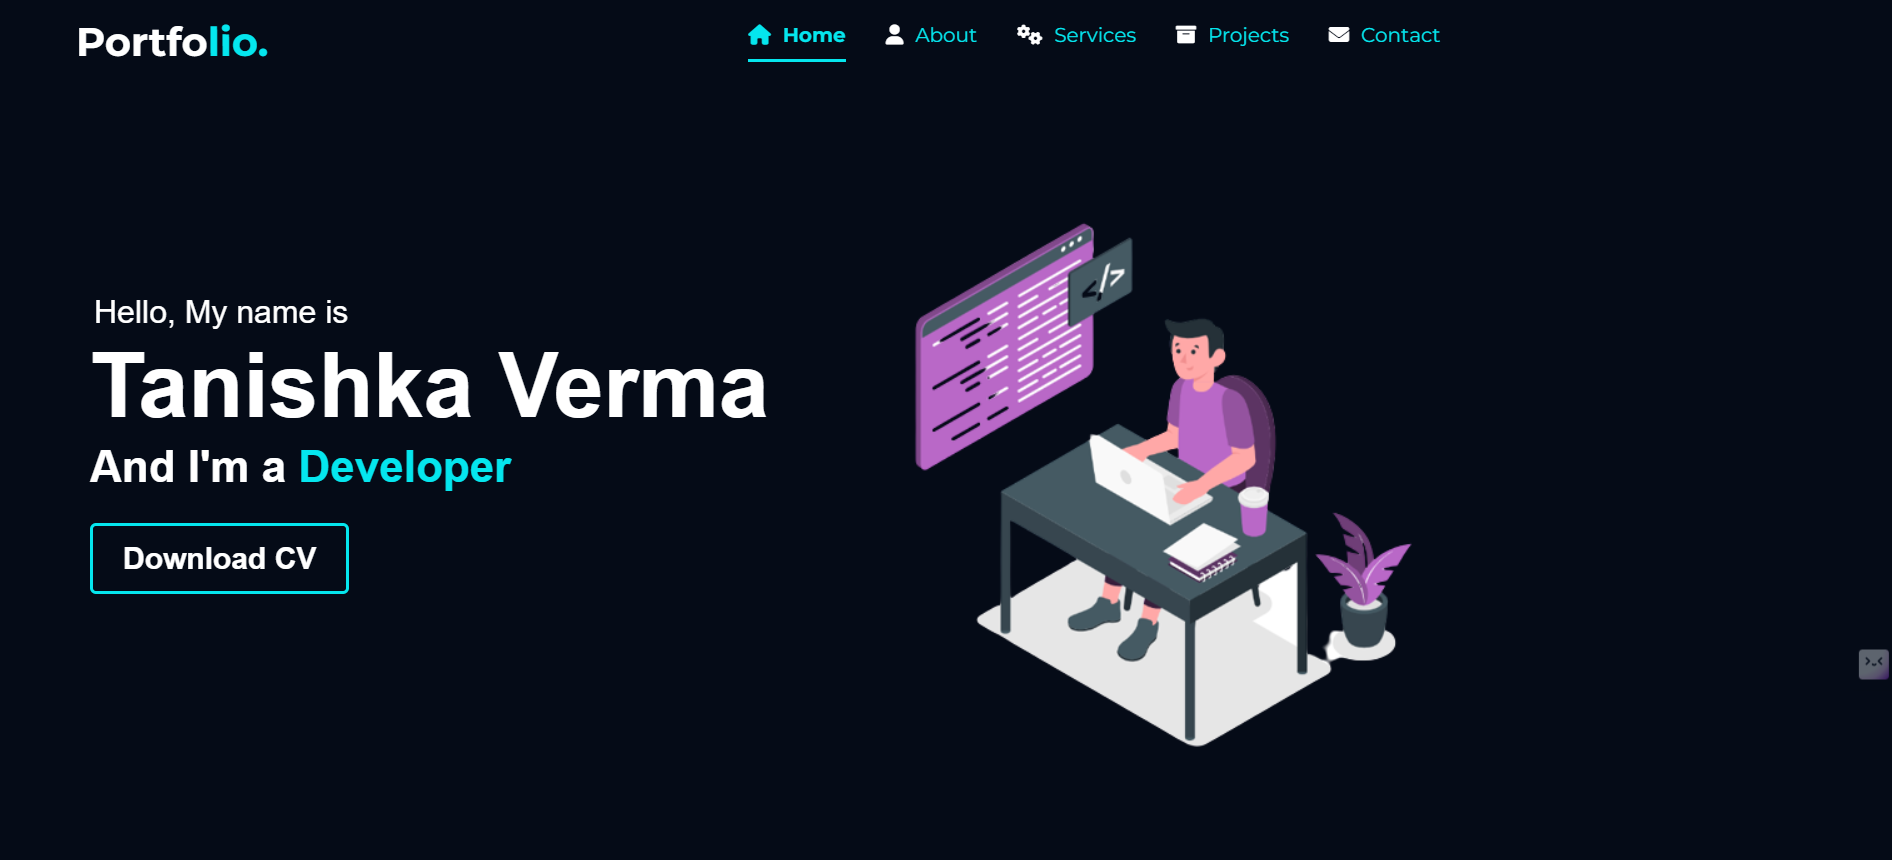 Portfolio.
Home About Services Projects Contact
Hello, My name is
Tanishka Verma
And I'm a Developer
Download CV
</>